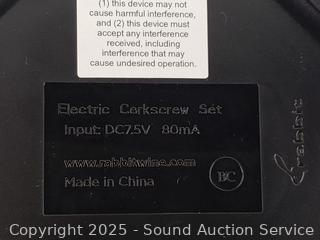 (1) this device may not
cause harmful interference,
and (2) this device must
accept any interference
received, including
interference that may
cause undesired operation.
Electric Corkscrew Set
Input: DC7.5V 80mA
www.rabbitwine.com
Made in China
BC
Rabbit
Copyright 2025 - Sound Auction Service